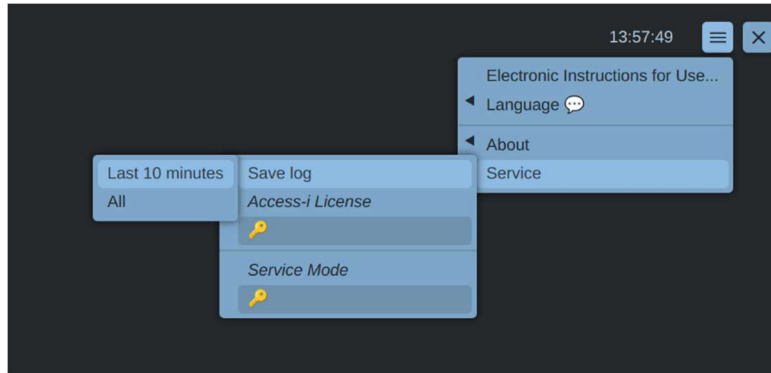 13:57:49
Electronic Instructions for Use...
Language
About
Service
Save log
Access-i License
Service Mode
Last 10 minutes
All